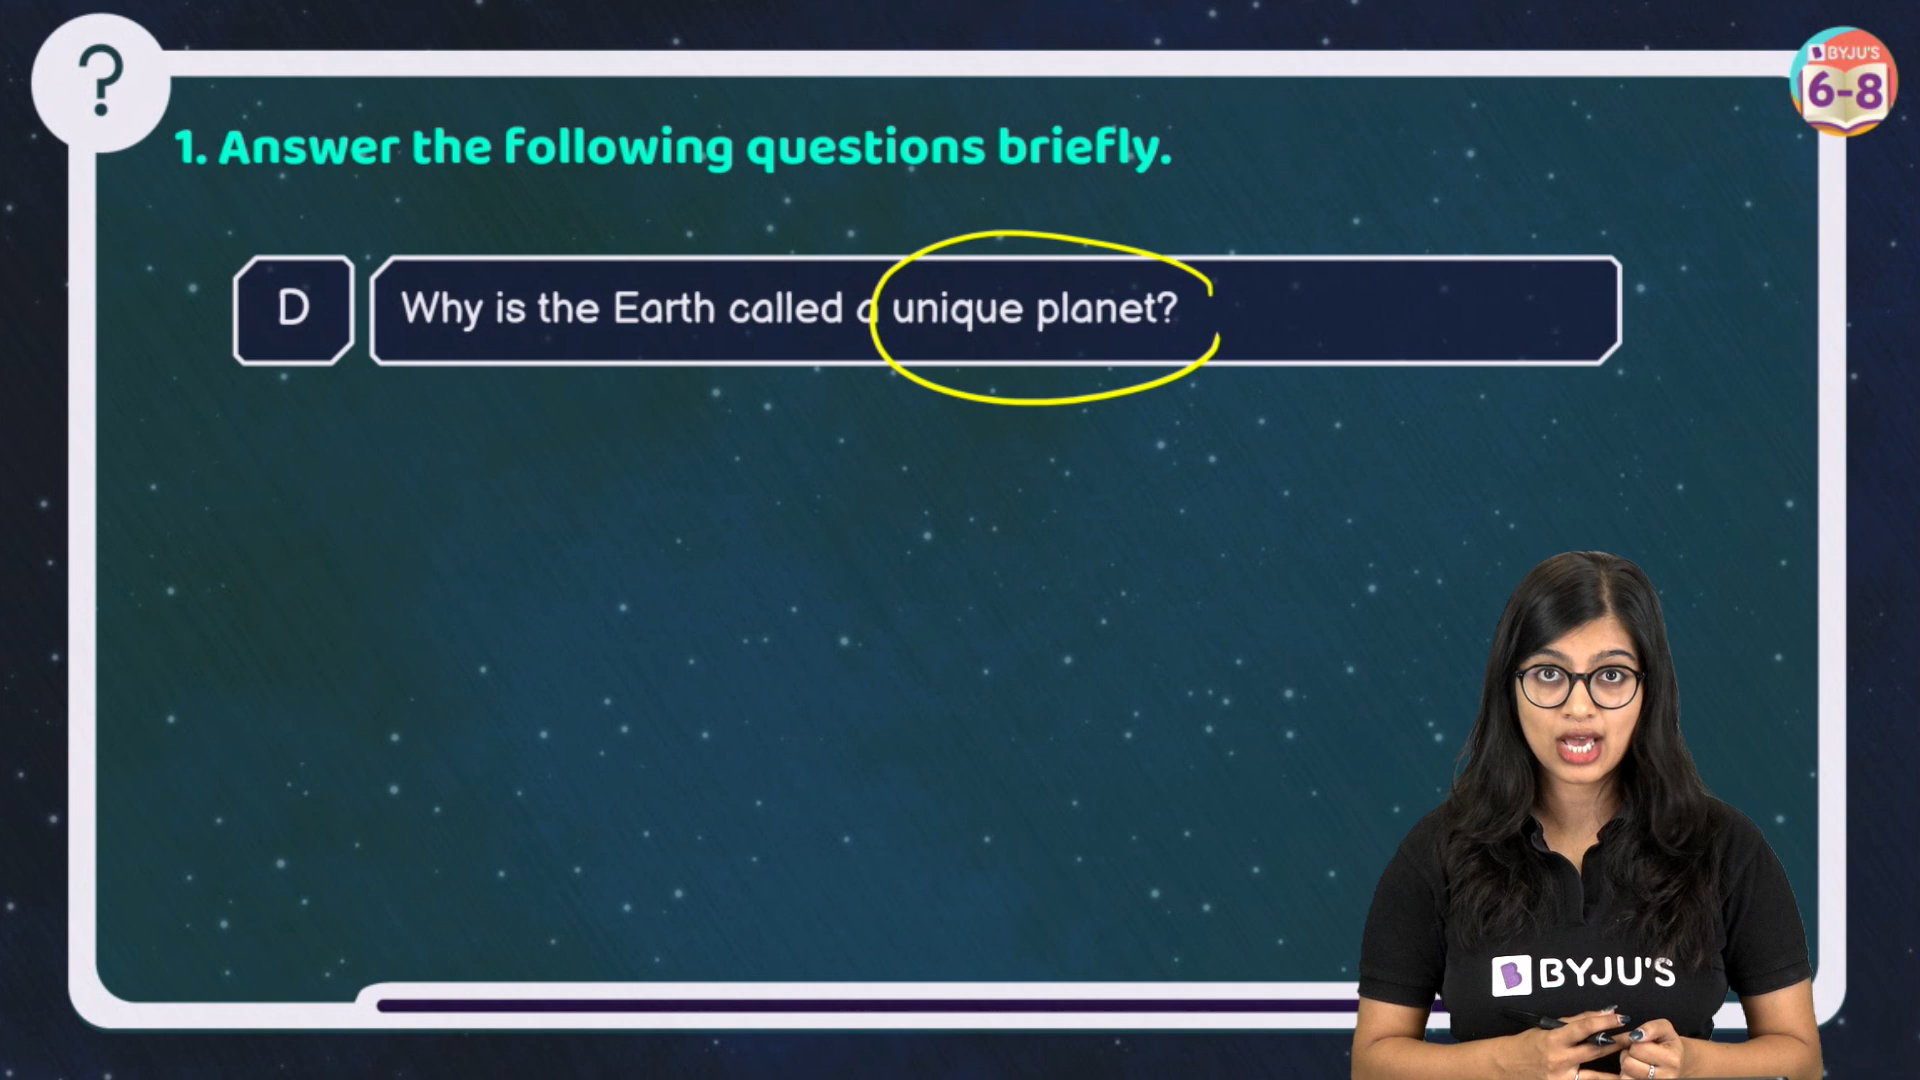 ?
BYJU'S
6-8
1. Answer the following questions briefly.
D
Why is the Earth called a unique planet?
BYJU'S